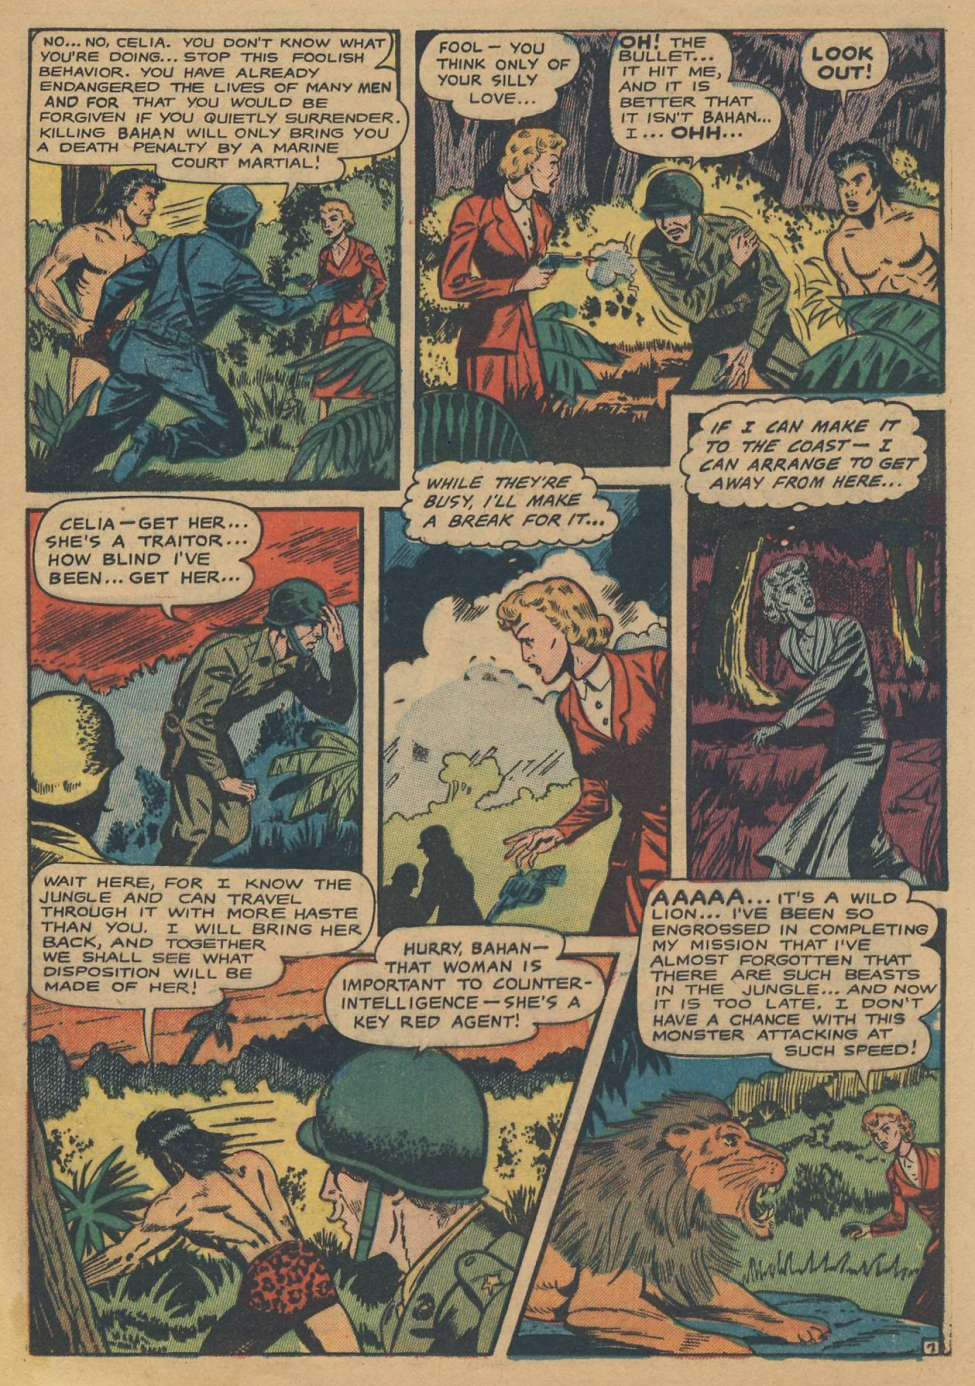 NO... NO, CELIA. YOU DON'T KNOW WHAT
YOU'RE DOING... STOP THIS FOOLISH
BEHAVIOR. YOU HAVE ALREADY
ENDANGERED THE LIVES OF MANY MEN
AND FOR THAT YOU WOULD BE
FORGIVEN IF YOU QUIETLY SURRENDER.
KILLING BAHAN WILL ONLY BRING YOU
A DEATH PENALTY BY A MARINE
COURT MARTIAL!
FOOL — YOU
THINK ONLY OF
YOUR SILLY
LOVE...
OH! THE
BULLET...
IT HIT ME,
AND IT IS
BETTER THAT
IT ISN'T BAHAN...
I... OHH...
LOOK
OUT!
CELIA — GET HER...
SHE'S A TRAITOR...
HOW BLIND I'VE
BEEN... GET HER...
WHILE THEY'RE
BUSY, I'LL MAKE
A BREAK FOR IT...
IF I CAN MAKE IT
TO THE COAST — I
CAN ARRANGE TO GET
AWAY FROM HERE...
WAIT HERE, FOR I KNOW THE
JUNGLE AND CAN TRAVEL
THROUGH IT WITH MORE HASTE
THAN YOU. I WILL BRING HER
BACK, AND TOGETHER
WE SHALL SEE WHAT
DISPOSITION WILL BE
MADE OF HER!
HURRY, BAHAN —
THAT WOMAN IS
IMPORTANT TO COUNTER-
INTELLIGENCE — SHE'S A
KEY RED AGENT!
AAAAA... IT'S A WILD
LION... I'VE BEEN SO
ENGROSSED IN COMPLETING
MY MISSION THAT I'VE
ALMOST FORGOTTEN THAT
THERE ARE SUCH BEASTS
IN THE JUNGLE... AND NOW
IT IS TOO LATE. I DON'T
HAVE A CHANCE WITH THIS
MONSTER ATTACKING AT
SUCH SPEED!
7